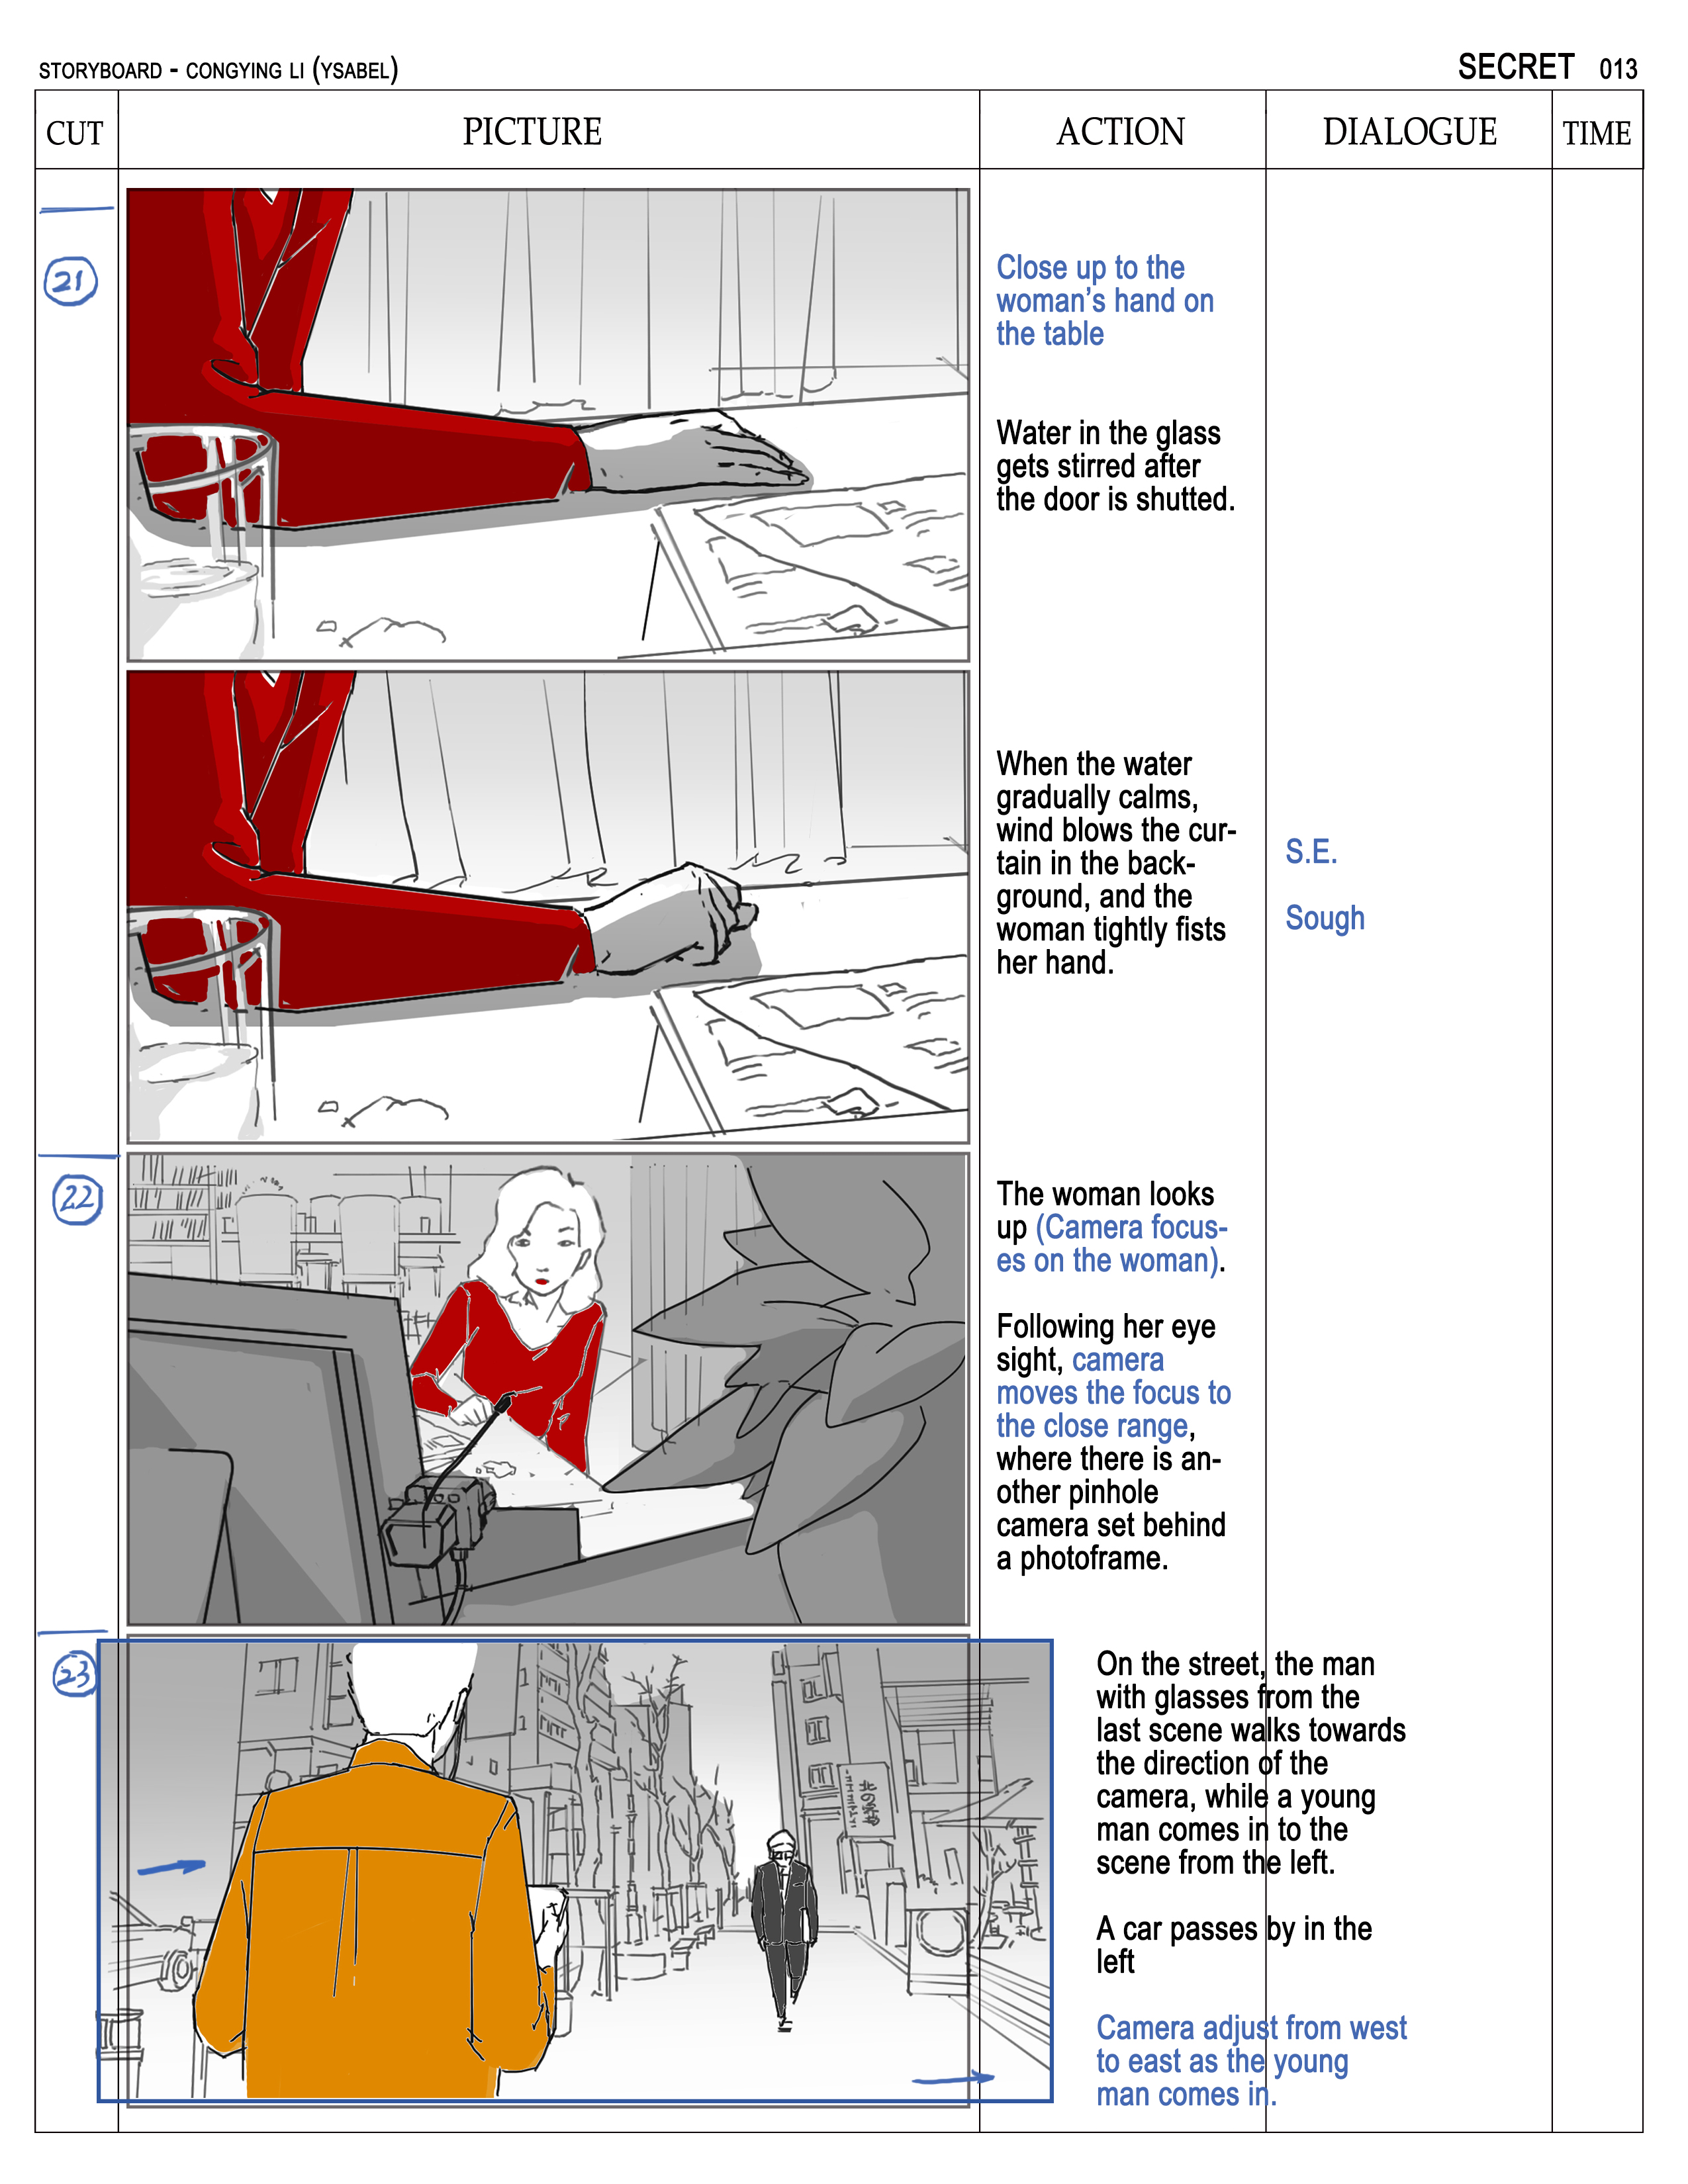 STORYBOARD - CONGYING LI (YSABEL)
SECRET 013
CUT
PICTURE
ACTION
DIALOGUE
TIME
21
Close up to the
woman's hand on
the table
Water in the glass
gets stirred after
the door is shutted.
When the water
gradually calms,
wind blows the cur-
tain in the back-
ground, and the
woman tightly fists
her hand.
S.E.
Sough
22
The woman looks
up (Camera focus-
es on the woman).
Following her eye
sight, camera
moves the focus to
the close range,
where there is an-
other pinhole
camera set behind
a photoframe.
23
On the street, the man
with glasses from the
last scene walks towards
the direction of the
camera, while a young
man comes in to the
scene from the left.
A car passes by in the
left
Camera adjust from west
to east as the young
man comes in.